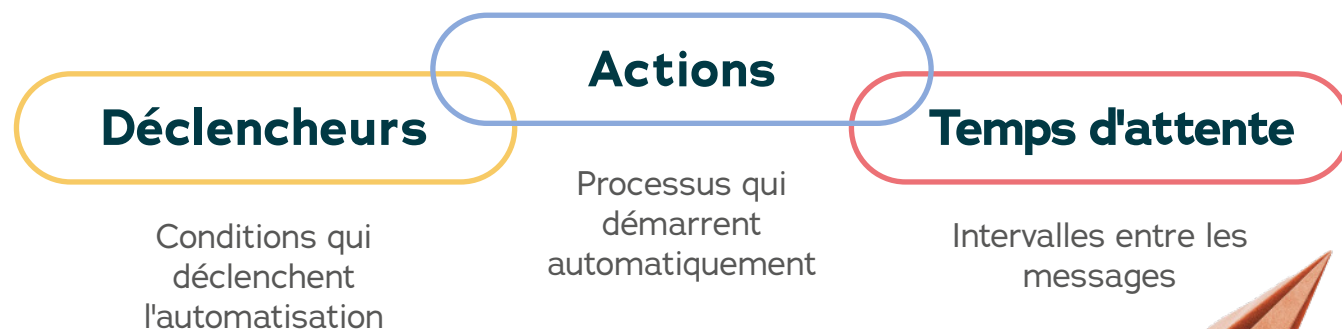 Déclencheurs
Conditions qui
déclenchent
l'automatisation
Actions
Processus qui
démarrent
automatiquement
Temps d'attente
Intervalles entre les
messages